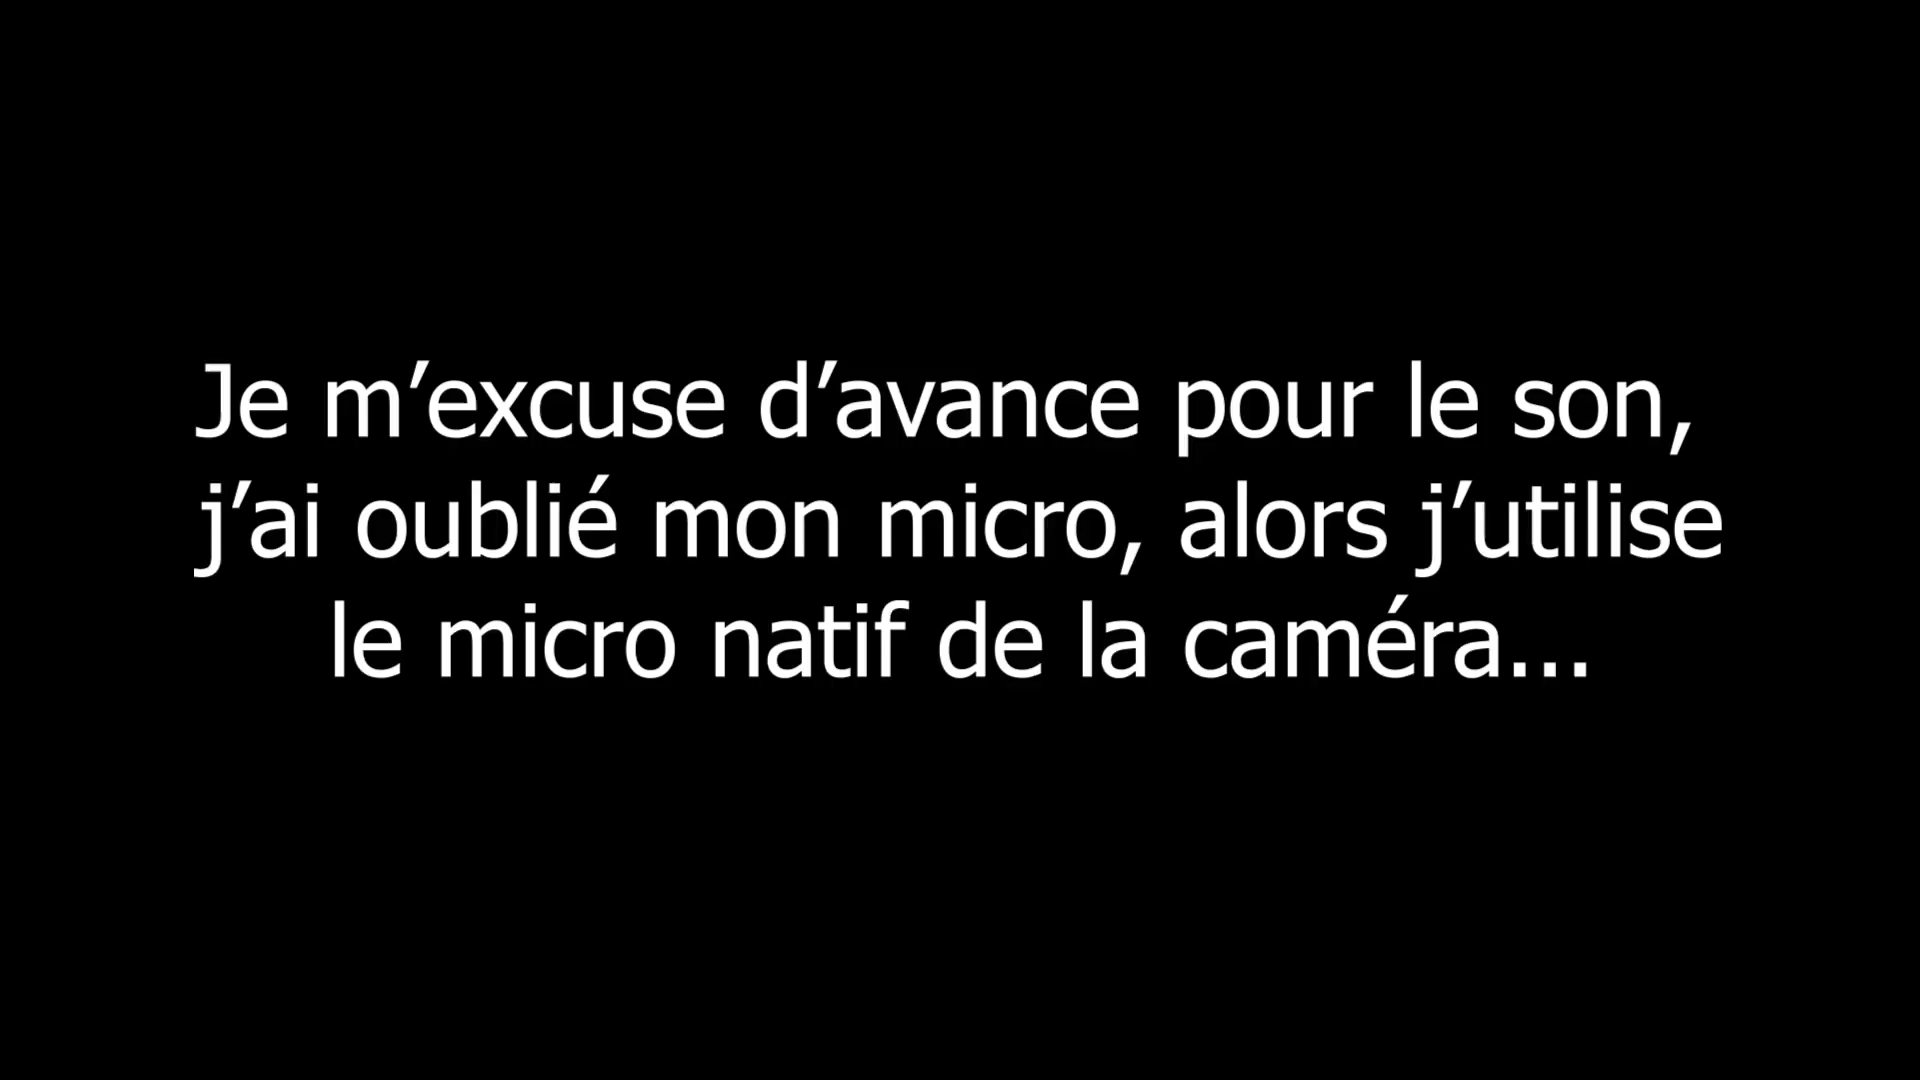 Je m’excuse d’avance pour le son,
j’ai oublié mon micro, alors j’utilise
le micro natif de la caméra...